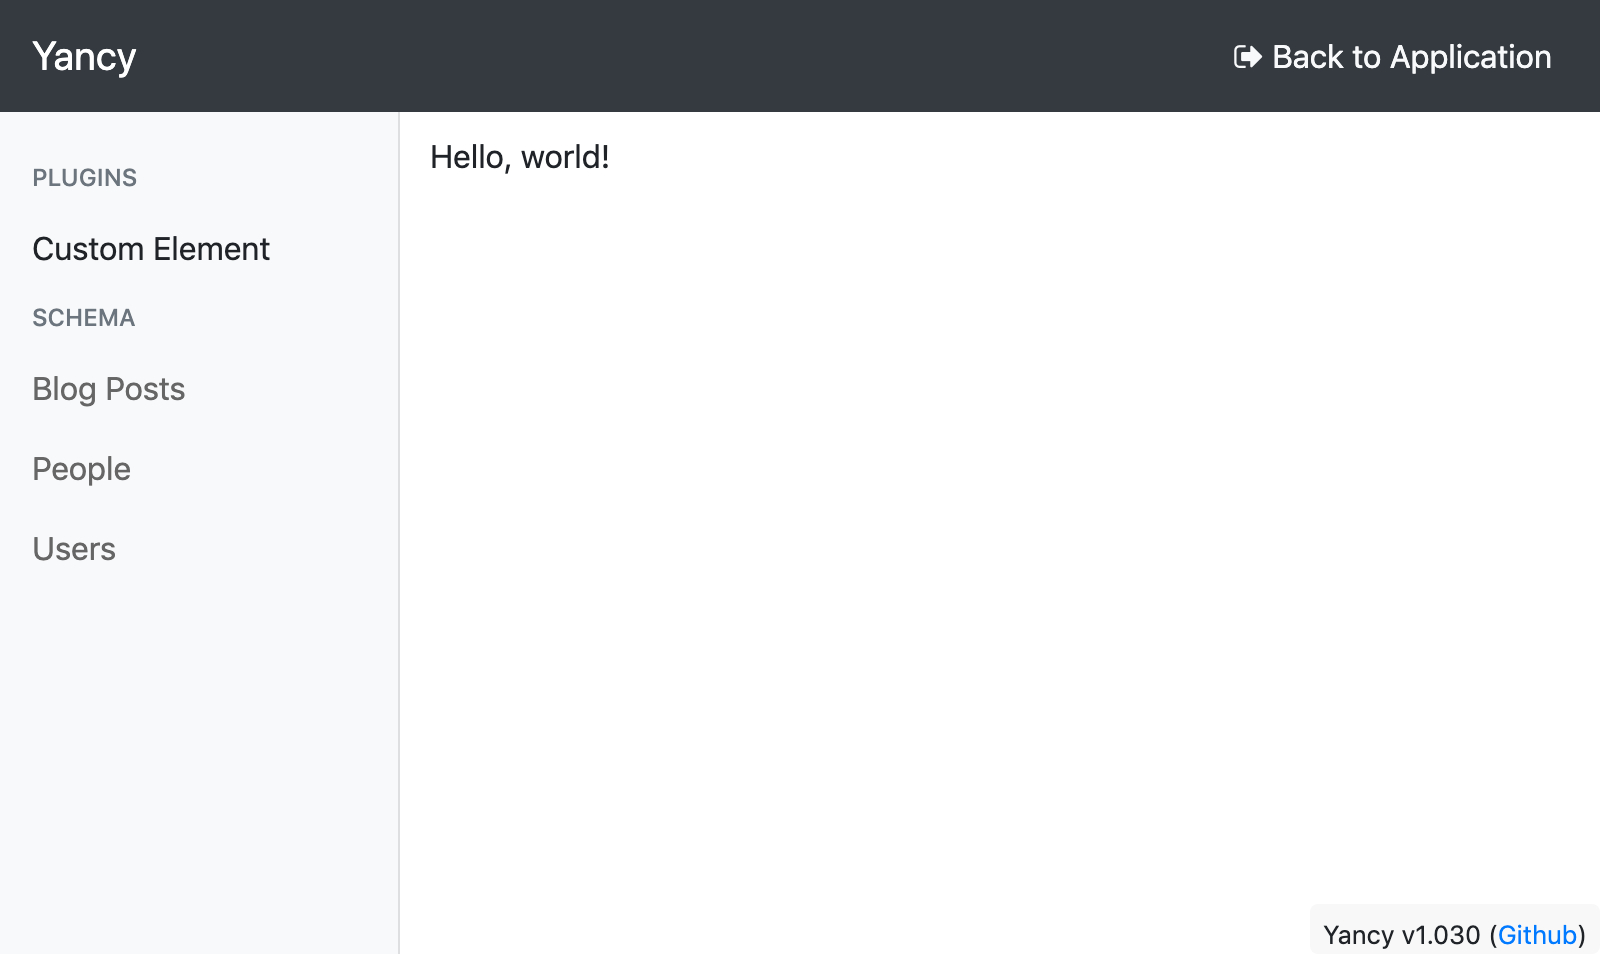 Yancy
Back to Application
PLUGINS
Custom Element
SCHEMA
Blog Posts
People
Users
Hello, world!
Yancy v1.030 (Github)